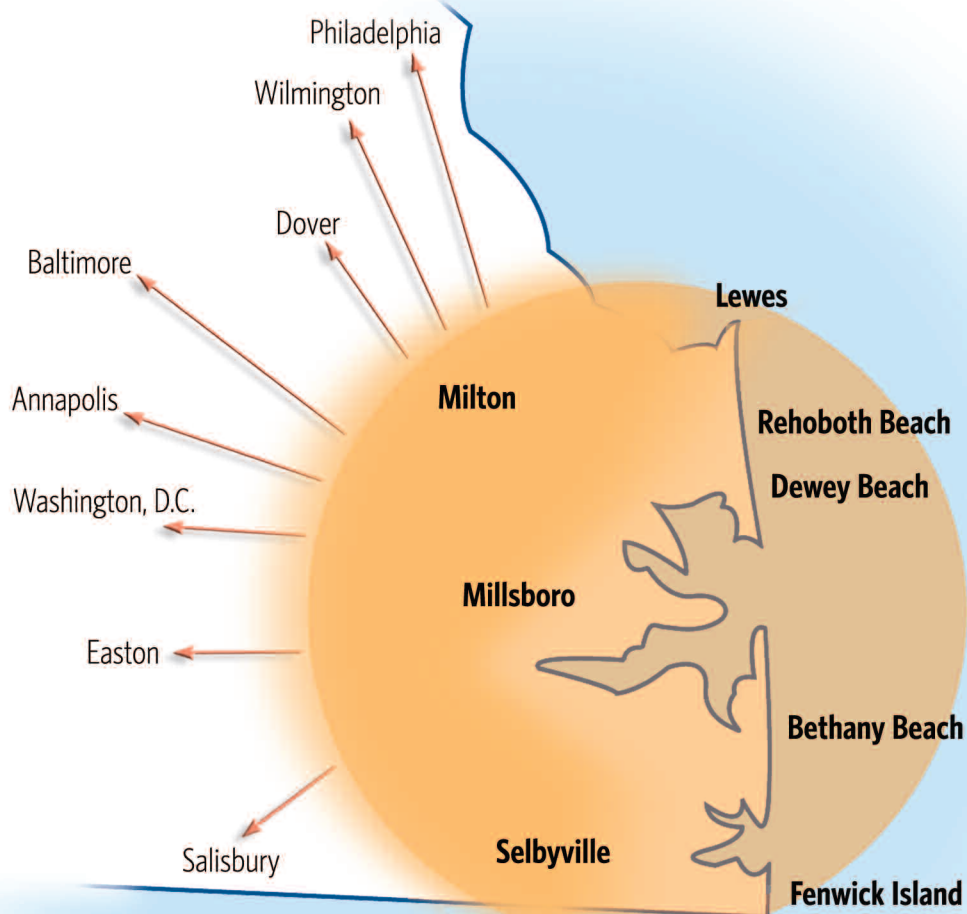 Philadelphia
Wilmington
Dover
Baltimore
Lewes
Milton
Annapolis
Rehoboth Beach
Dewey Beach
Washington, D.C.
Millsboro
Easton
Bethany Beach
Selbyville
Salisbury
Fenwick Island